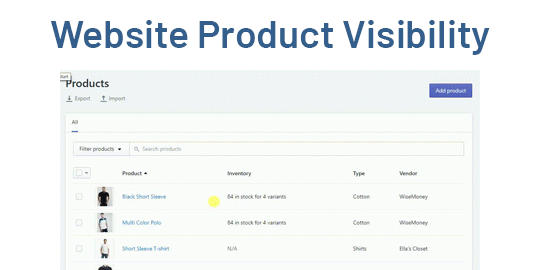 Website Product Visibility
Products
Export Import
Add product
All
Filter products Search products
Product Inventory Type Vendor
Black Short Sleeve 84 in stock for 4 variants Cotton WiseMoney
Multi Color Polo 84 in stock for 4 variants Cotton WiseMoney
Short Sleeve T-shirt N/A Shirts Ella's Closet